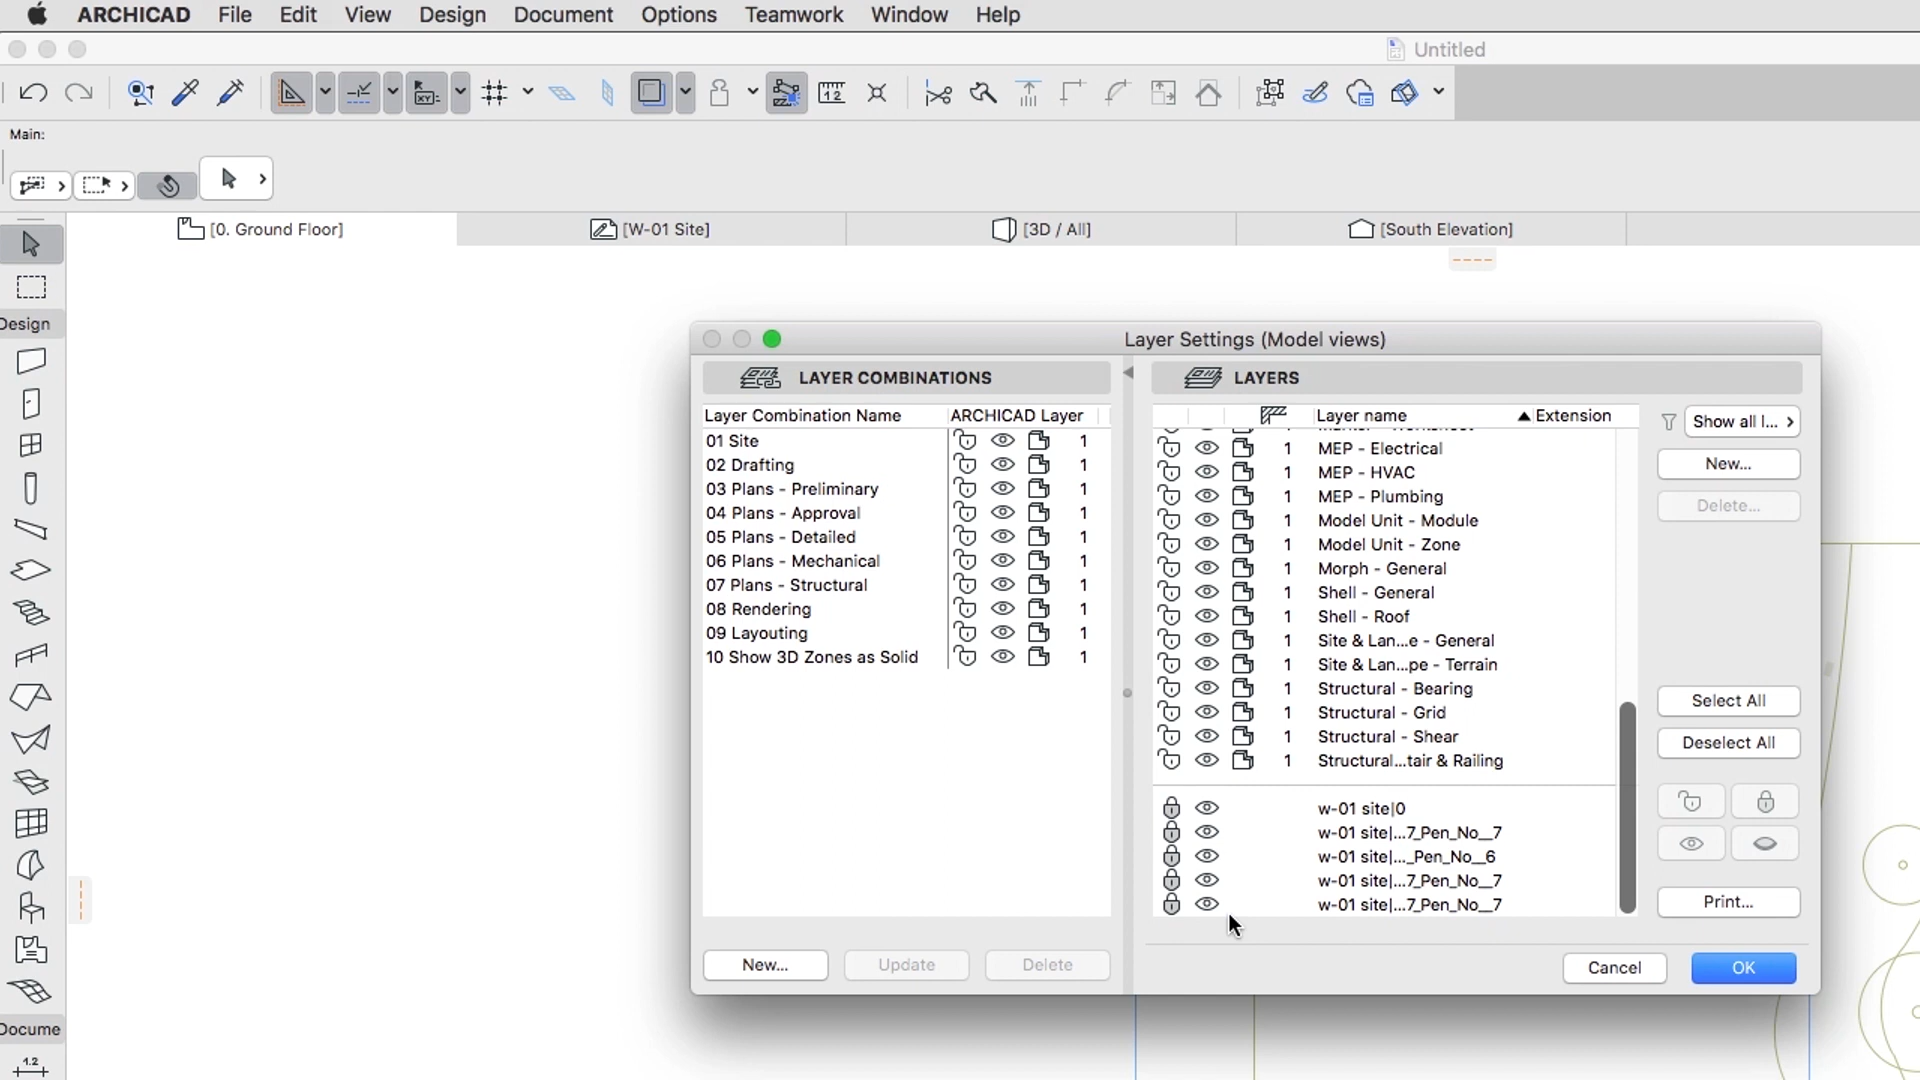 ARCHICAD File Edit View Design Document Options Teamwork Window Help
Untitled
Main:
[0. Ground Floor] [W-01 Site] [3D / All] [South Elevation]
Design
Layer Settings (Model views)
LAYER COMBINATIONS
LAYERS
Layer Combination Name ARCHICAD Layer
01 Site 1
02 Drafting 1
03 Plans - Preliminary 1
04 Plans - Approval 1
05 Plans - Detailed 1
06 Plans - Mechanical 1
07 Plans - Structural 1
08 Rendering 1
09 Layouting 1
10 Show 3D Zones as Solid 1
New... Update Delete
Layer name Extension
1 MEP - Electrical
1 MEP - HVAC
1 MEP - Plumbing
1 Model Unit - Module
1 Model Unit - Zone
1 Morph - General
1 Shell - General
1 Shell - Roof
1 Site & Lan...e - General
1 Site & Lan...pe - Terrain
1 Structural - Bearing
1 Structural - Grid
1 Structural - Shear
1 Structural...tair & Railing
w-01 site|0
w-01 site|...7_Pen_No__7
w-01 site|..._Pen_No__6
w-01 site|...7_Pen_No__7
w-01 site|...7_Pen_No__7
Show all l...
New...
Delete...
Select All
Deselect All
Print...
Cancel OK
Docume
1.2